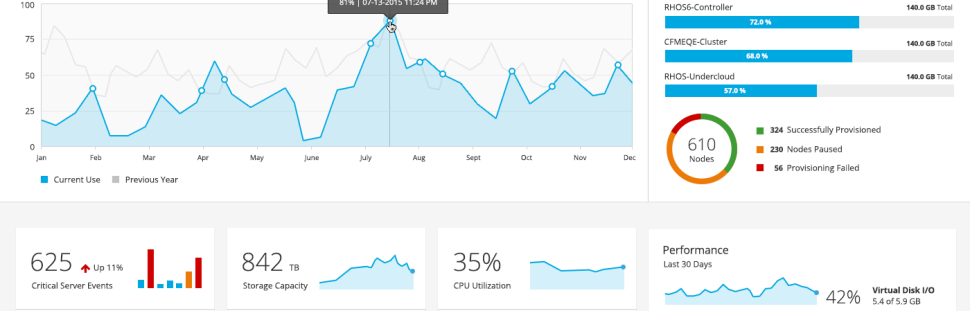 81% | 07-13-2015 11:24 PM
100
75
50
25
0
Jan Feb Mar Apr May June July Aug Sept Oct Nov Dec
Current Use Previous Year
RHOS6-Controller 140.0 GB Total
72.0 %
CFMEQE-Cluster 140.0 GB Total
68.0 %
RHOS-Undercloud 140.0 GB Total
57.0 %
610
Nodes
324 Successfully Provisioned
230 Nodes Paused
56 Provisioning Failed
625 Up 11%
Critical Server Events
842 TB
Storage Capacity
35%
CPU Utilization
Performance
Last 30 Days
42%
Virtual Disk I/O
5.4 of 5.9 GB